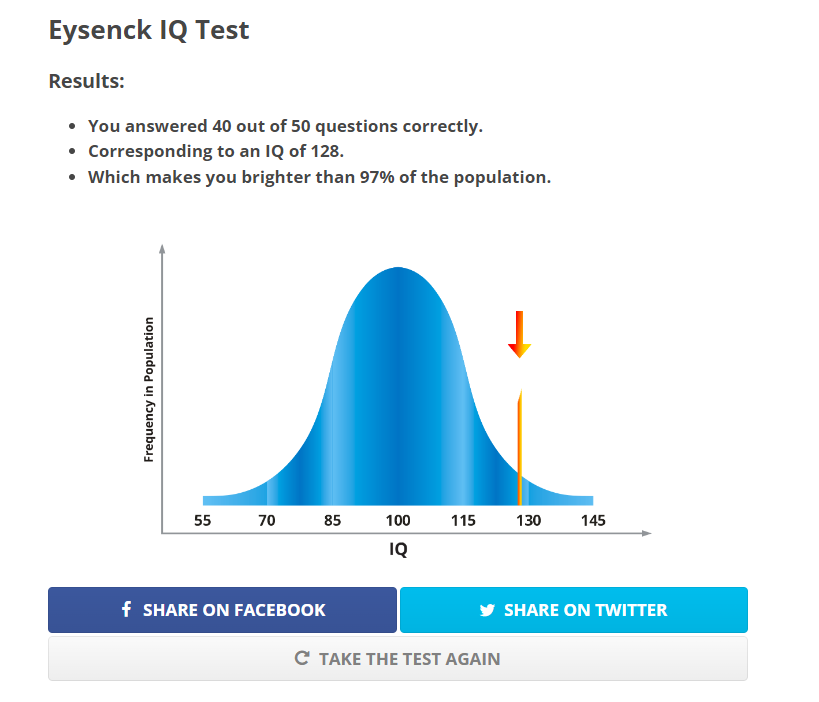 Eysenck IQ Test
Results:
• You answered 40 out of 50 questions correctly.
• Corresponding to an IQ of 128.
• Which makes you brighter than 97% of the population.
Frequency in Population
55 70 85 100 115 130 145
IQ
SHARE ON FACEBOOK
SHARE ON TWITTER
TAKE THE TEST AGAIN